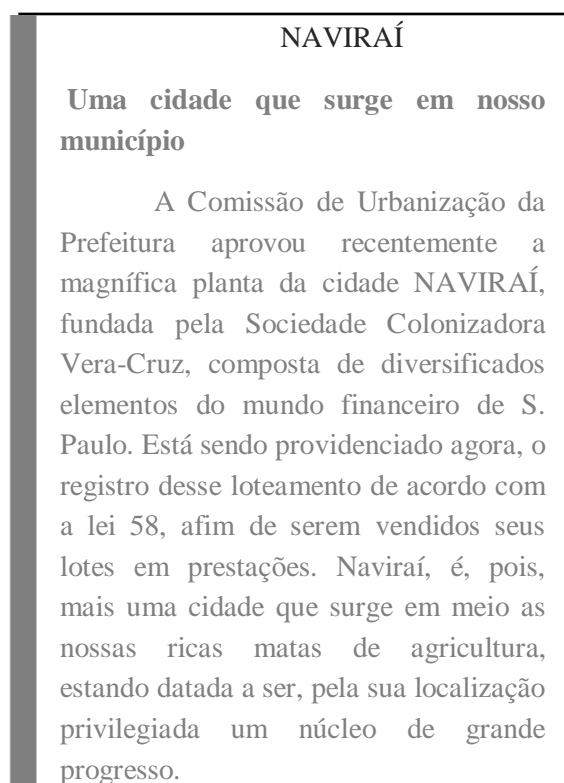 NAVIRAÍ
Uma cidade que surge em nosso
município
A Comissão de Urbanização da
Prefeitura aprovou recentemente a
magnífica planta da cidade NAVIRAÍ,
fundada pela Sociedade Colonizadora
Vera-Cruz, composta de diversificados
elementos do mundo financeiro de S.
Paulo. Está sendo providenciado agora, o
registro desse loteamento de acordo com
a lei 58, afim de serem vendidos seus
lotes em prestações. Naviraí, é, pois,
mais uma cidade que surge em meio as
nossas ricas matas de agricultura,
estando datada a ser, pela sua localização
privilegiada um núcleo de grande
progresso.